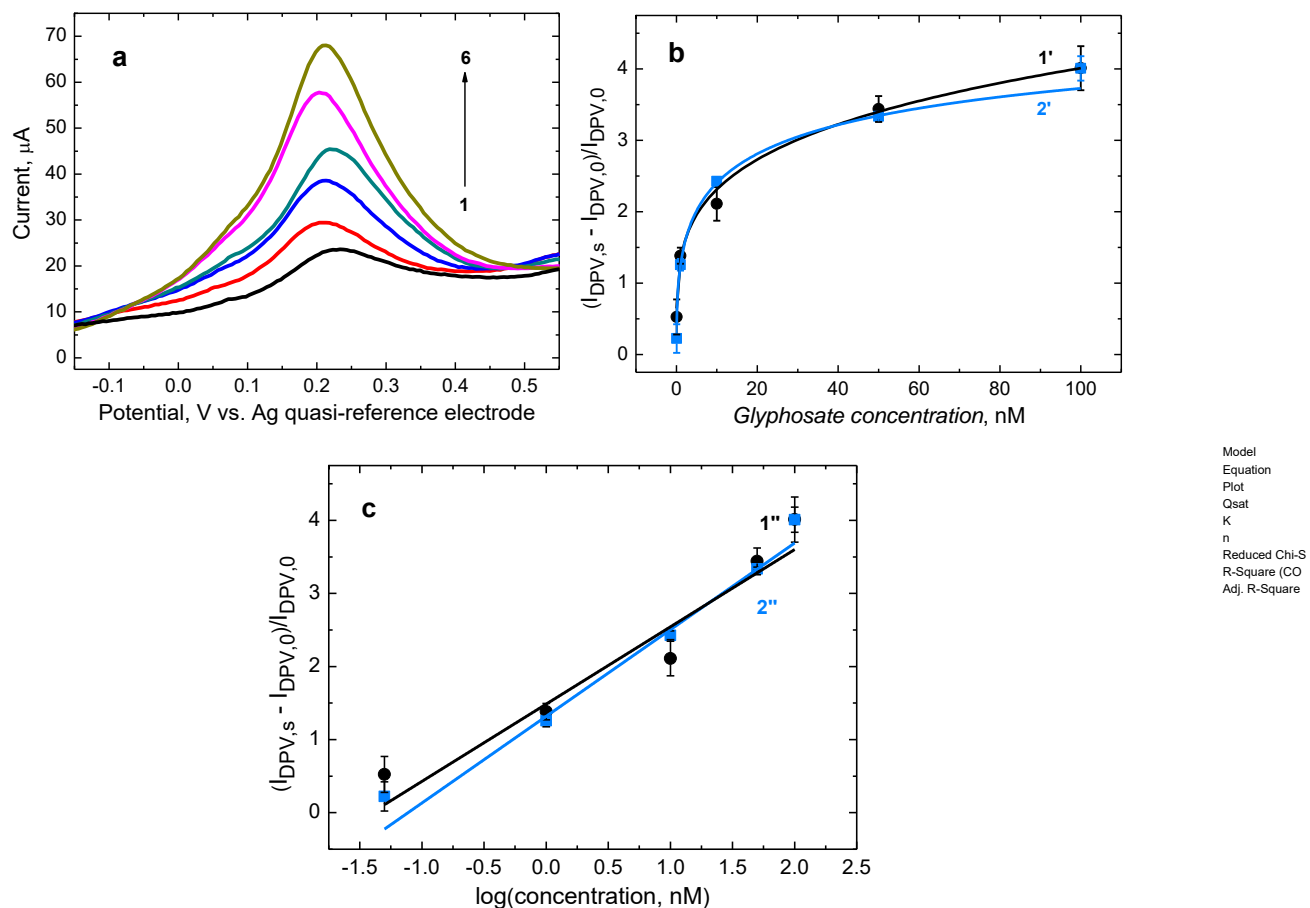 a
6
1
70
60
50
40
30
20
10
0
Current, μA
-0.1 0.0 0.1 0.2 0.3 0.4 0.5
Potential, V vs. Ag quasi-reference electrode
b
1'
2'
4
3
2
1
0
(I_DPV,s - I_DPV,0)/I_DPV,0
0 20 40 60 80 100
Glyphosate concentration, nM
c
1"
2"
4
3
2
1
0
(I_DPV,s - I_DPV,0)/I_DPV,0
-1.5 -1.0 -0.5 0.0 0.5 1.0 1.5 2.0 2.5
log(concentration, nM)
Model
Equation
Plot
Qsat
K
n
Reduced Chi-S
R-Square (CO
Adj. R-Square